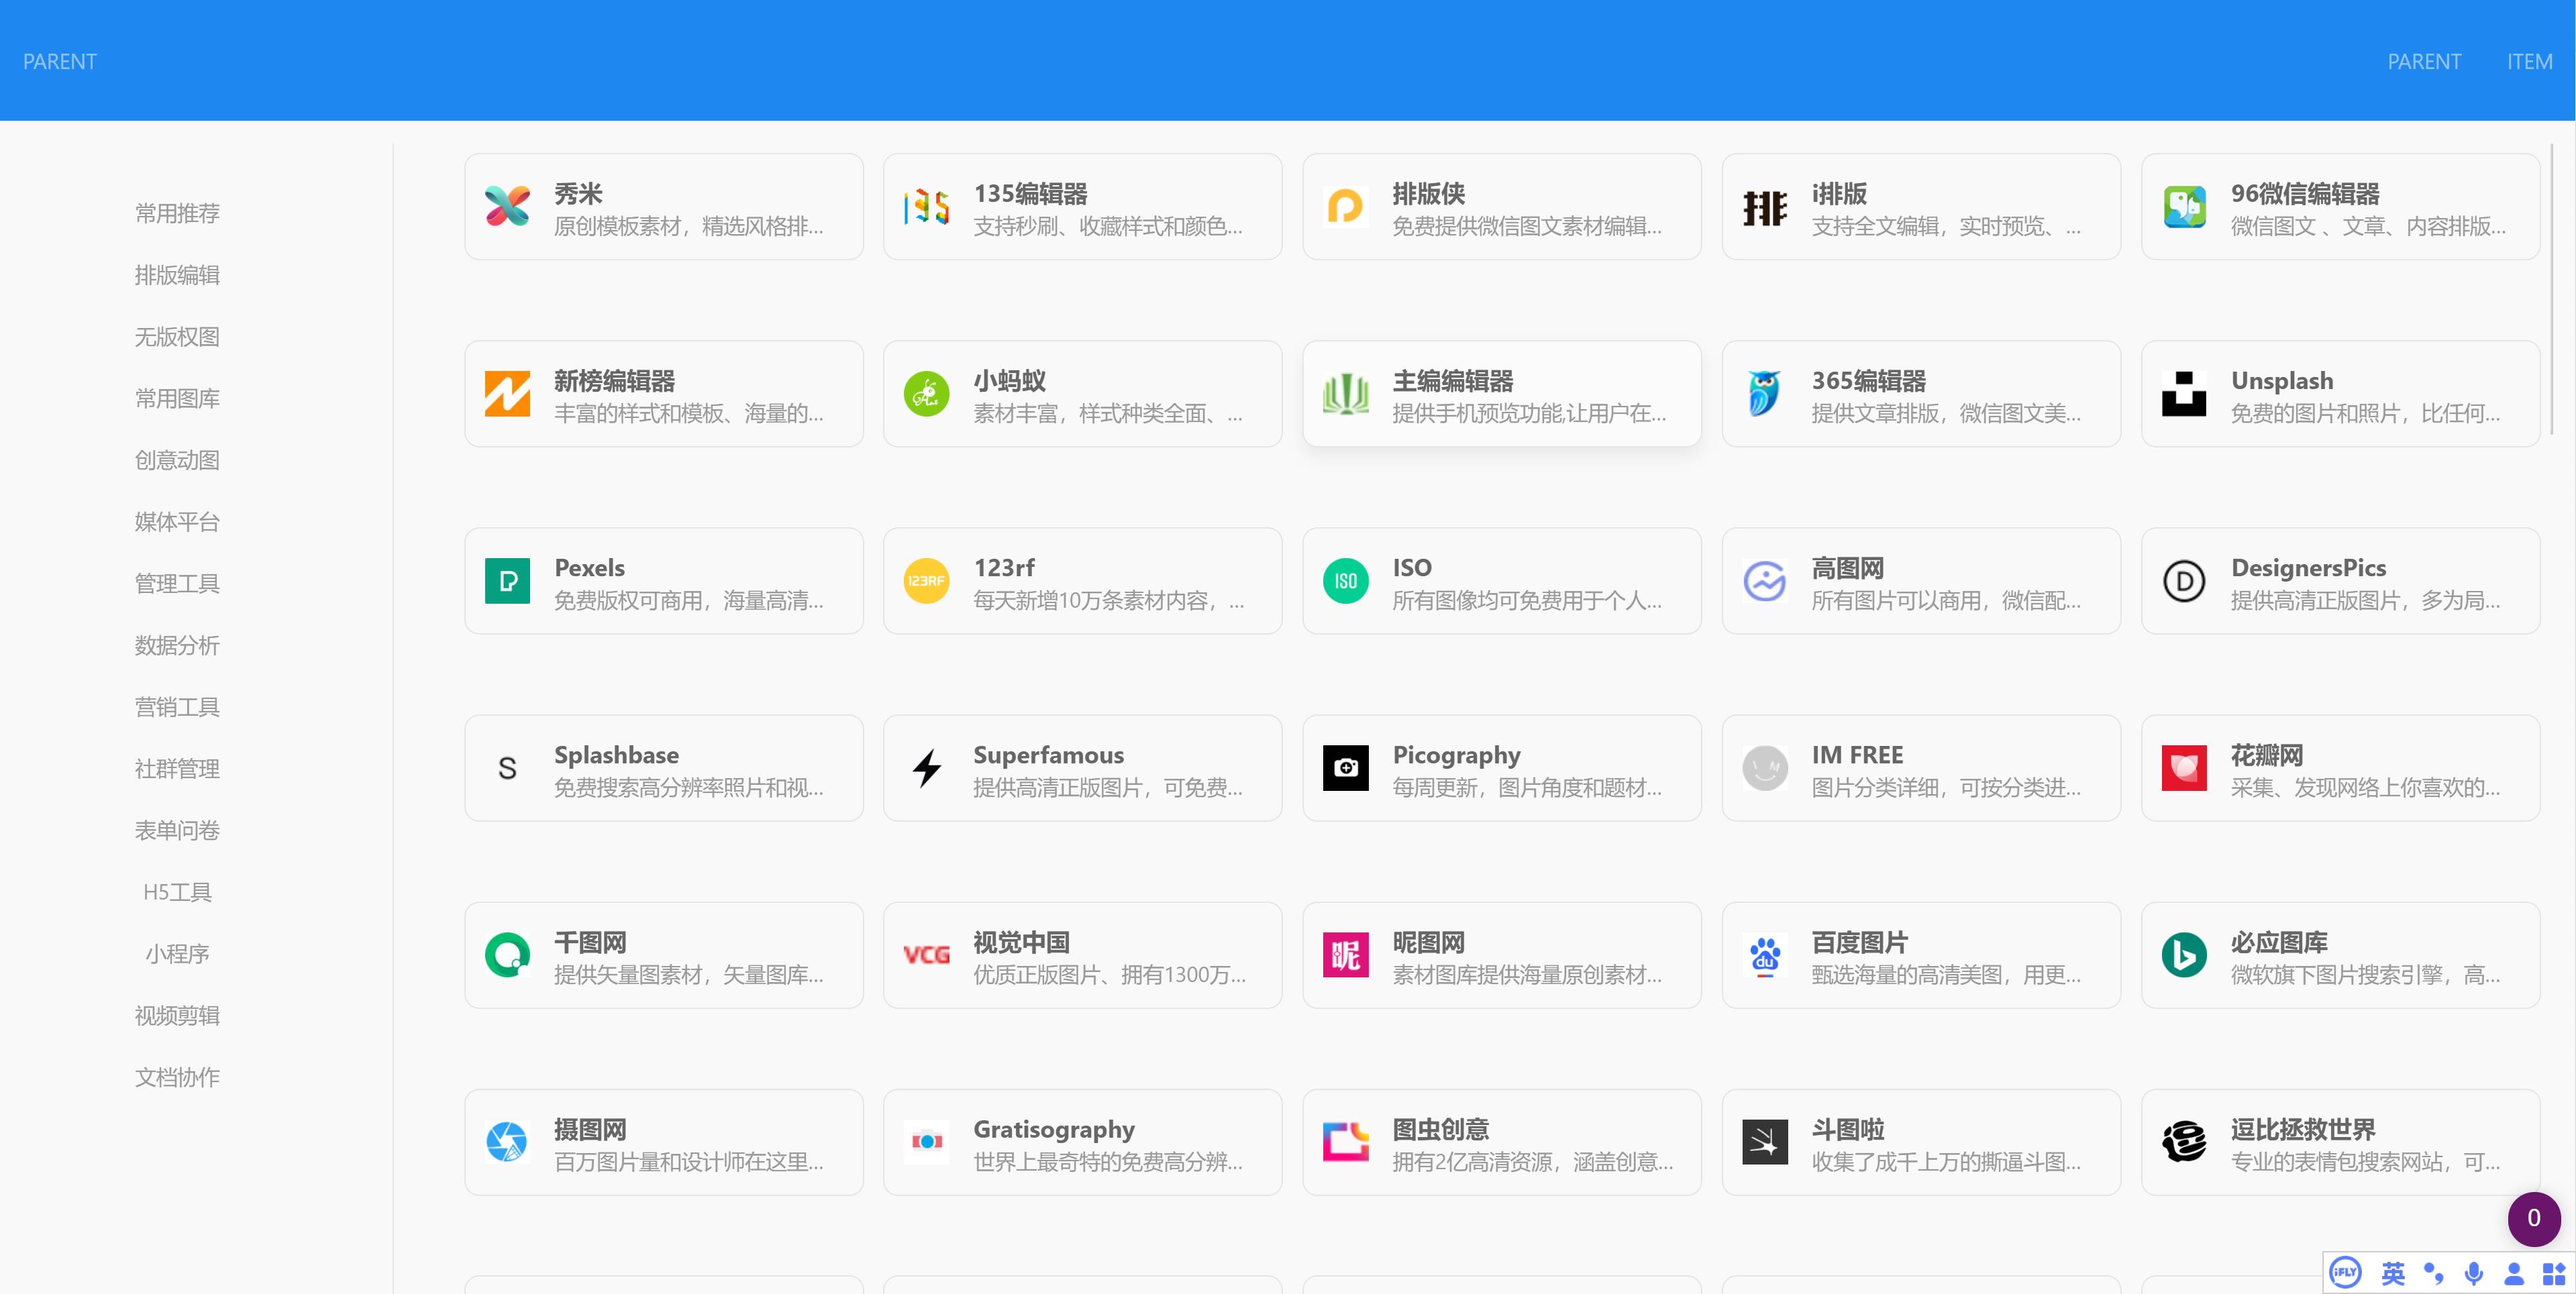 PARENT
PARENT
ITEM
常用推荐
排版编辑
无版权图
常用图库
创意动图
媒体平台
管理工具
数据分析
营销工具
社群管理
表单问卷
H5工具
小程序
视频剪辑
文档协作
秀米
原创模板素材，精选风格排...
135编辑器
支持秒刷、收藏样式和颜色...
排版侠
免费提供微信图文素材编辑...
排
i排版
支持全文编辑，实时预览、...
96微信编辑器
微信图文 、文章、内容排版...
新榜编辑器
丰富的样式和模板、海量的...
小蚂蚁
素材丰富，样式种类全面、...
主编编辑器
提供手机预览功能,让用户在...
365编辑器
提供文章排版，微信图文美...
Unsplash
免费的图片和照片，比任何...
Pexels
免费版权可商用，海量高清...
123RF
123rf
每天新增10万条素材内容，...
ISO
ISO
所有图像均可免费用于个人...
高图网
所有图片可以商用，微信配...
D
DesignersPics
提供高清正版图片，多为局...
S
Splashbase
免费搜索高分辨率照片和视...
Superfamous
提供高清正版图片，可免费...
Picography
每周更新，图片角度和题材...
IM FREE
图片分类详细，可按分类进...
花瓣网
采集、发现网络上你喜欢的...
千图网
提供矢量图素材，矢量图库...
VCG
视觉中国
优质正版图片、拥有1300万...
昵
昵图网
素材图库提供海量原创素材...
du
百度图片
甄选海量的高清美图，用更...
必应图库
微软旗下图片搜索引擎，高...
摄图网
百万图片量和设计师在这里...
Gratisography
世界上最奇特的免费高分辨...
图虫创意
拥有2亿高清资源，涵盖创意...
斗图啦
收集了成千上万的撕逼斗图...
逗比拯救世界
专业的表情包搜索网站，可...
0
iFLY
英